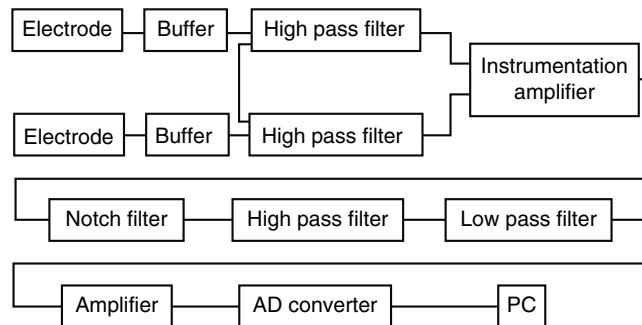 Electrode Buffer High pass filter
Instrumentation
amplifier
Electrode Buffer High pass filter
Notch filter High pass filter Low pass filter
Amplifier AD converter PC